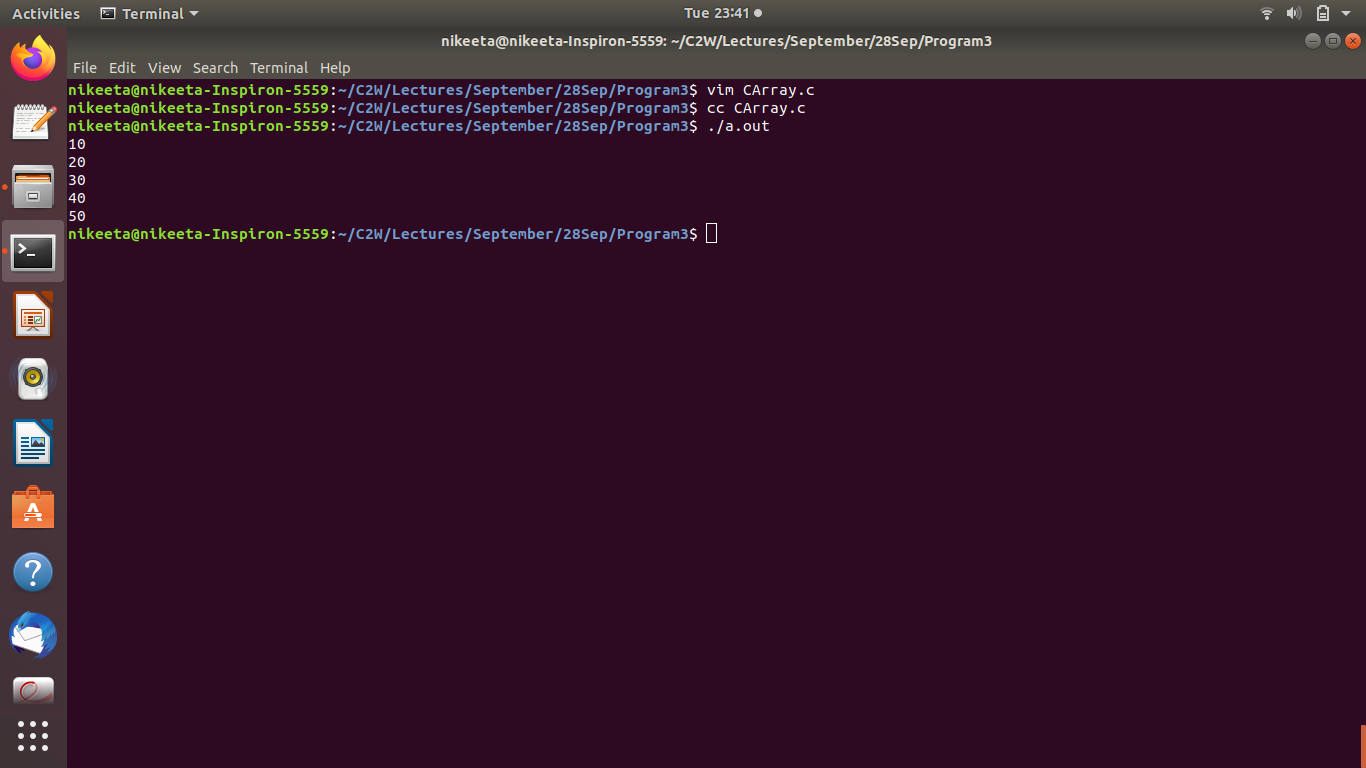 Activities Terminal Tue 23:41
nikeeta@nikeeta-Inspiron-5559: ~/C2W/Lectures/September/28Sep/Program3
File Edit View Search Terminal Help
nikeeta@nikeeta-Inspiron-5559:~/C2W/Lectures/September/28Sep/Program3$ vim CArray.c
nikeeta@nikeeta-Inspiron-5559:~/C2W/Lectures/September/28Sep/Program3$ cc CArray.c
nikeeta@nikeeta-Inspiron-5559:~/C2W/Lectures/September/28Sep/Program3$ ./a.out
10
20
30
40
50
nikeeta@nikeeta-Inspiron-5559:~/C2W/Lectures/September/28Sep/Program3$